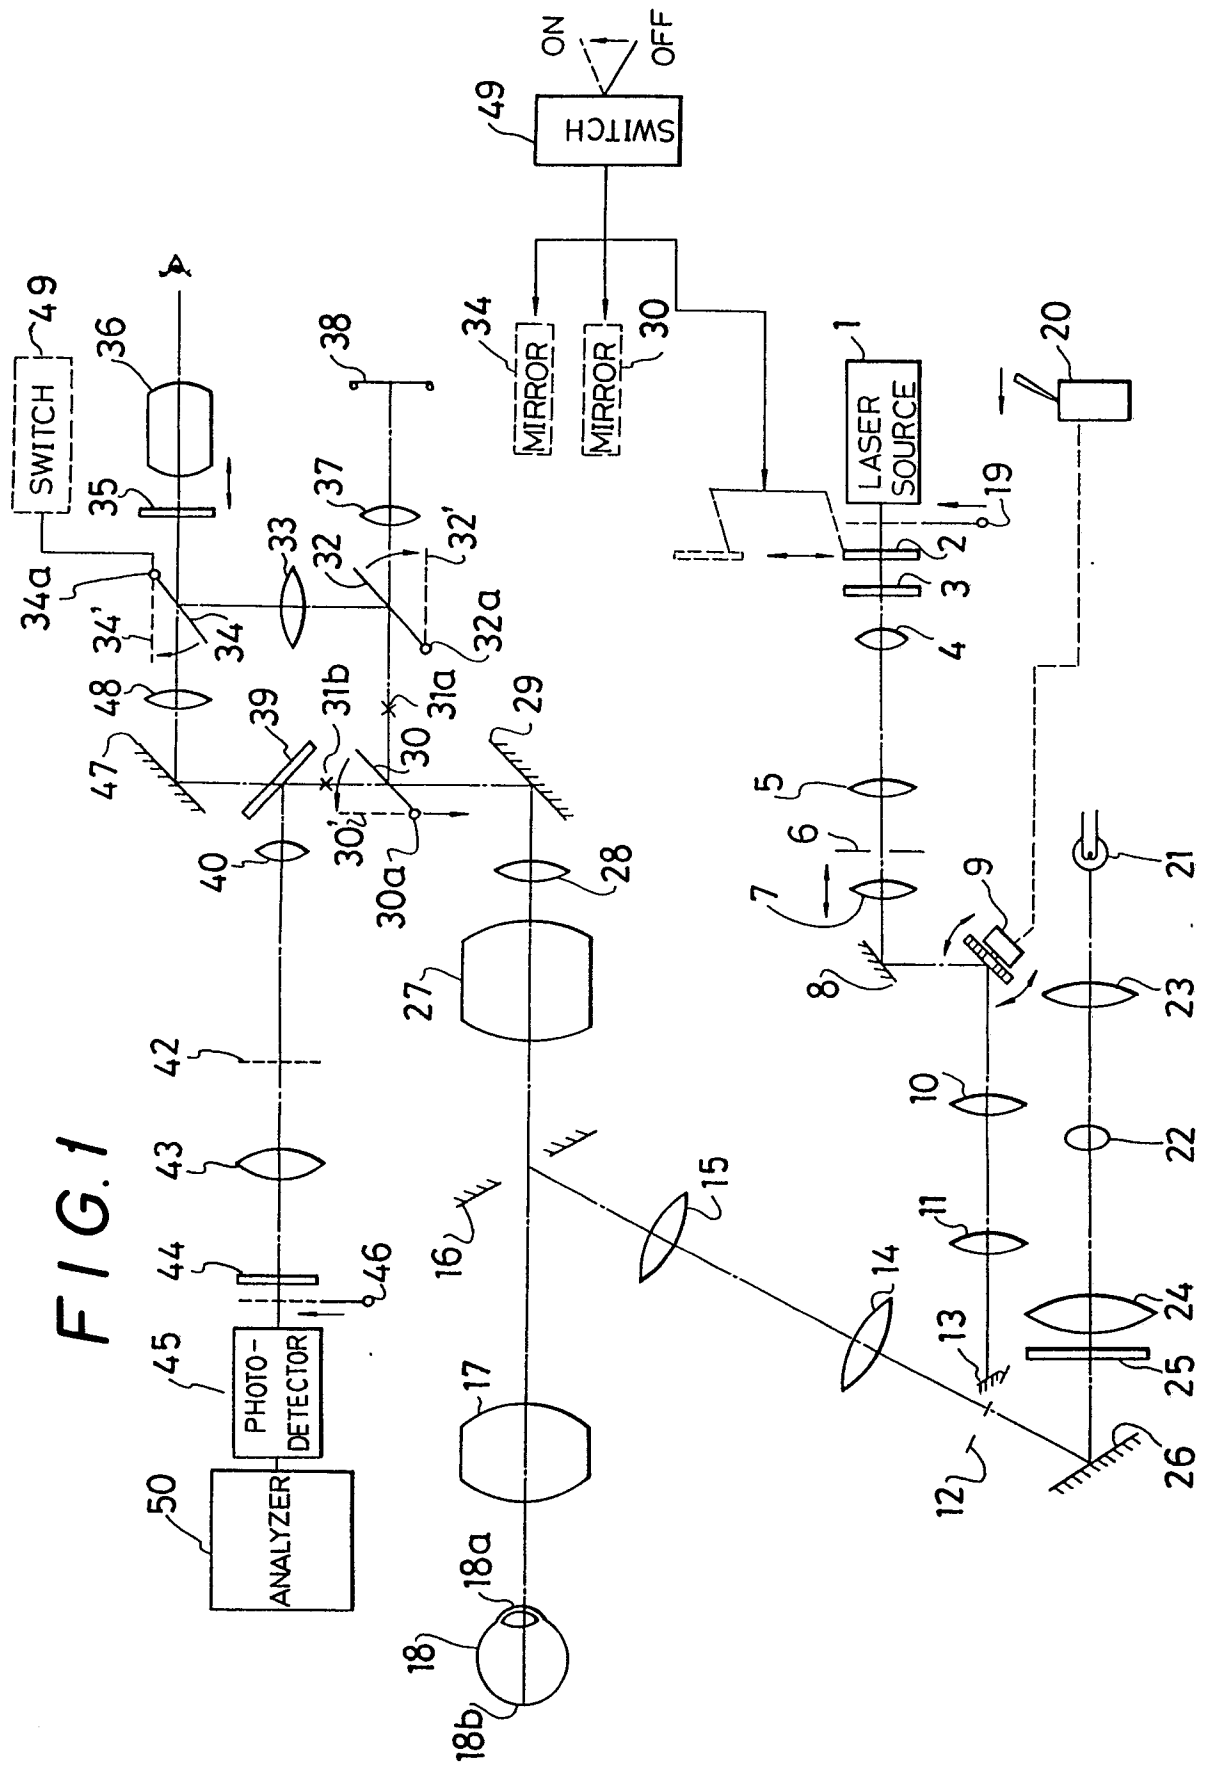 FIG. 1
50
ANALYZER
45
PHOTO-
DETECTOR
44
46
43
42
40
39
47
48
34'
34a
34
SWITCH
49
35
36
33
32
32'
32a
37
38
31b
31a
30
30'
30a
29
28
27
16
17
18
18a
18b
15
14
12
13
11
10
9
8
7
6
5
4
3
2
1
LASER
SOURCE
19
20
21
22
23
24
25
26
49
SWITCH
ON
OFF
34
MIRROR
30
MIRROR